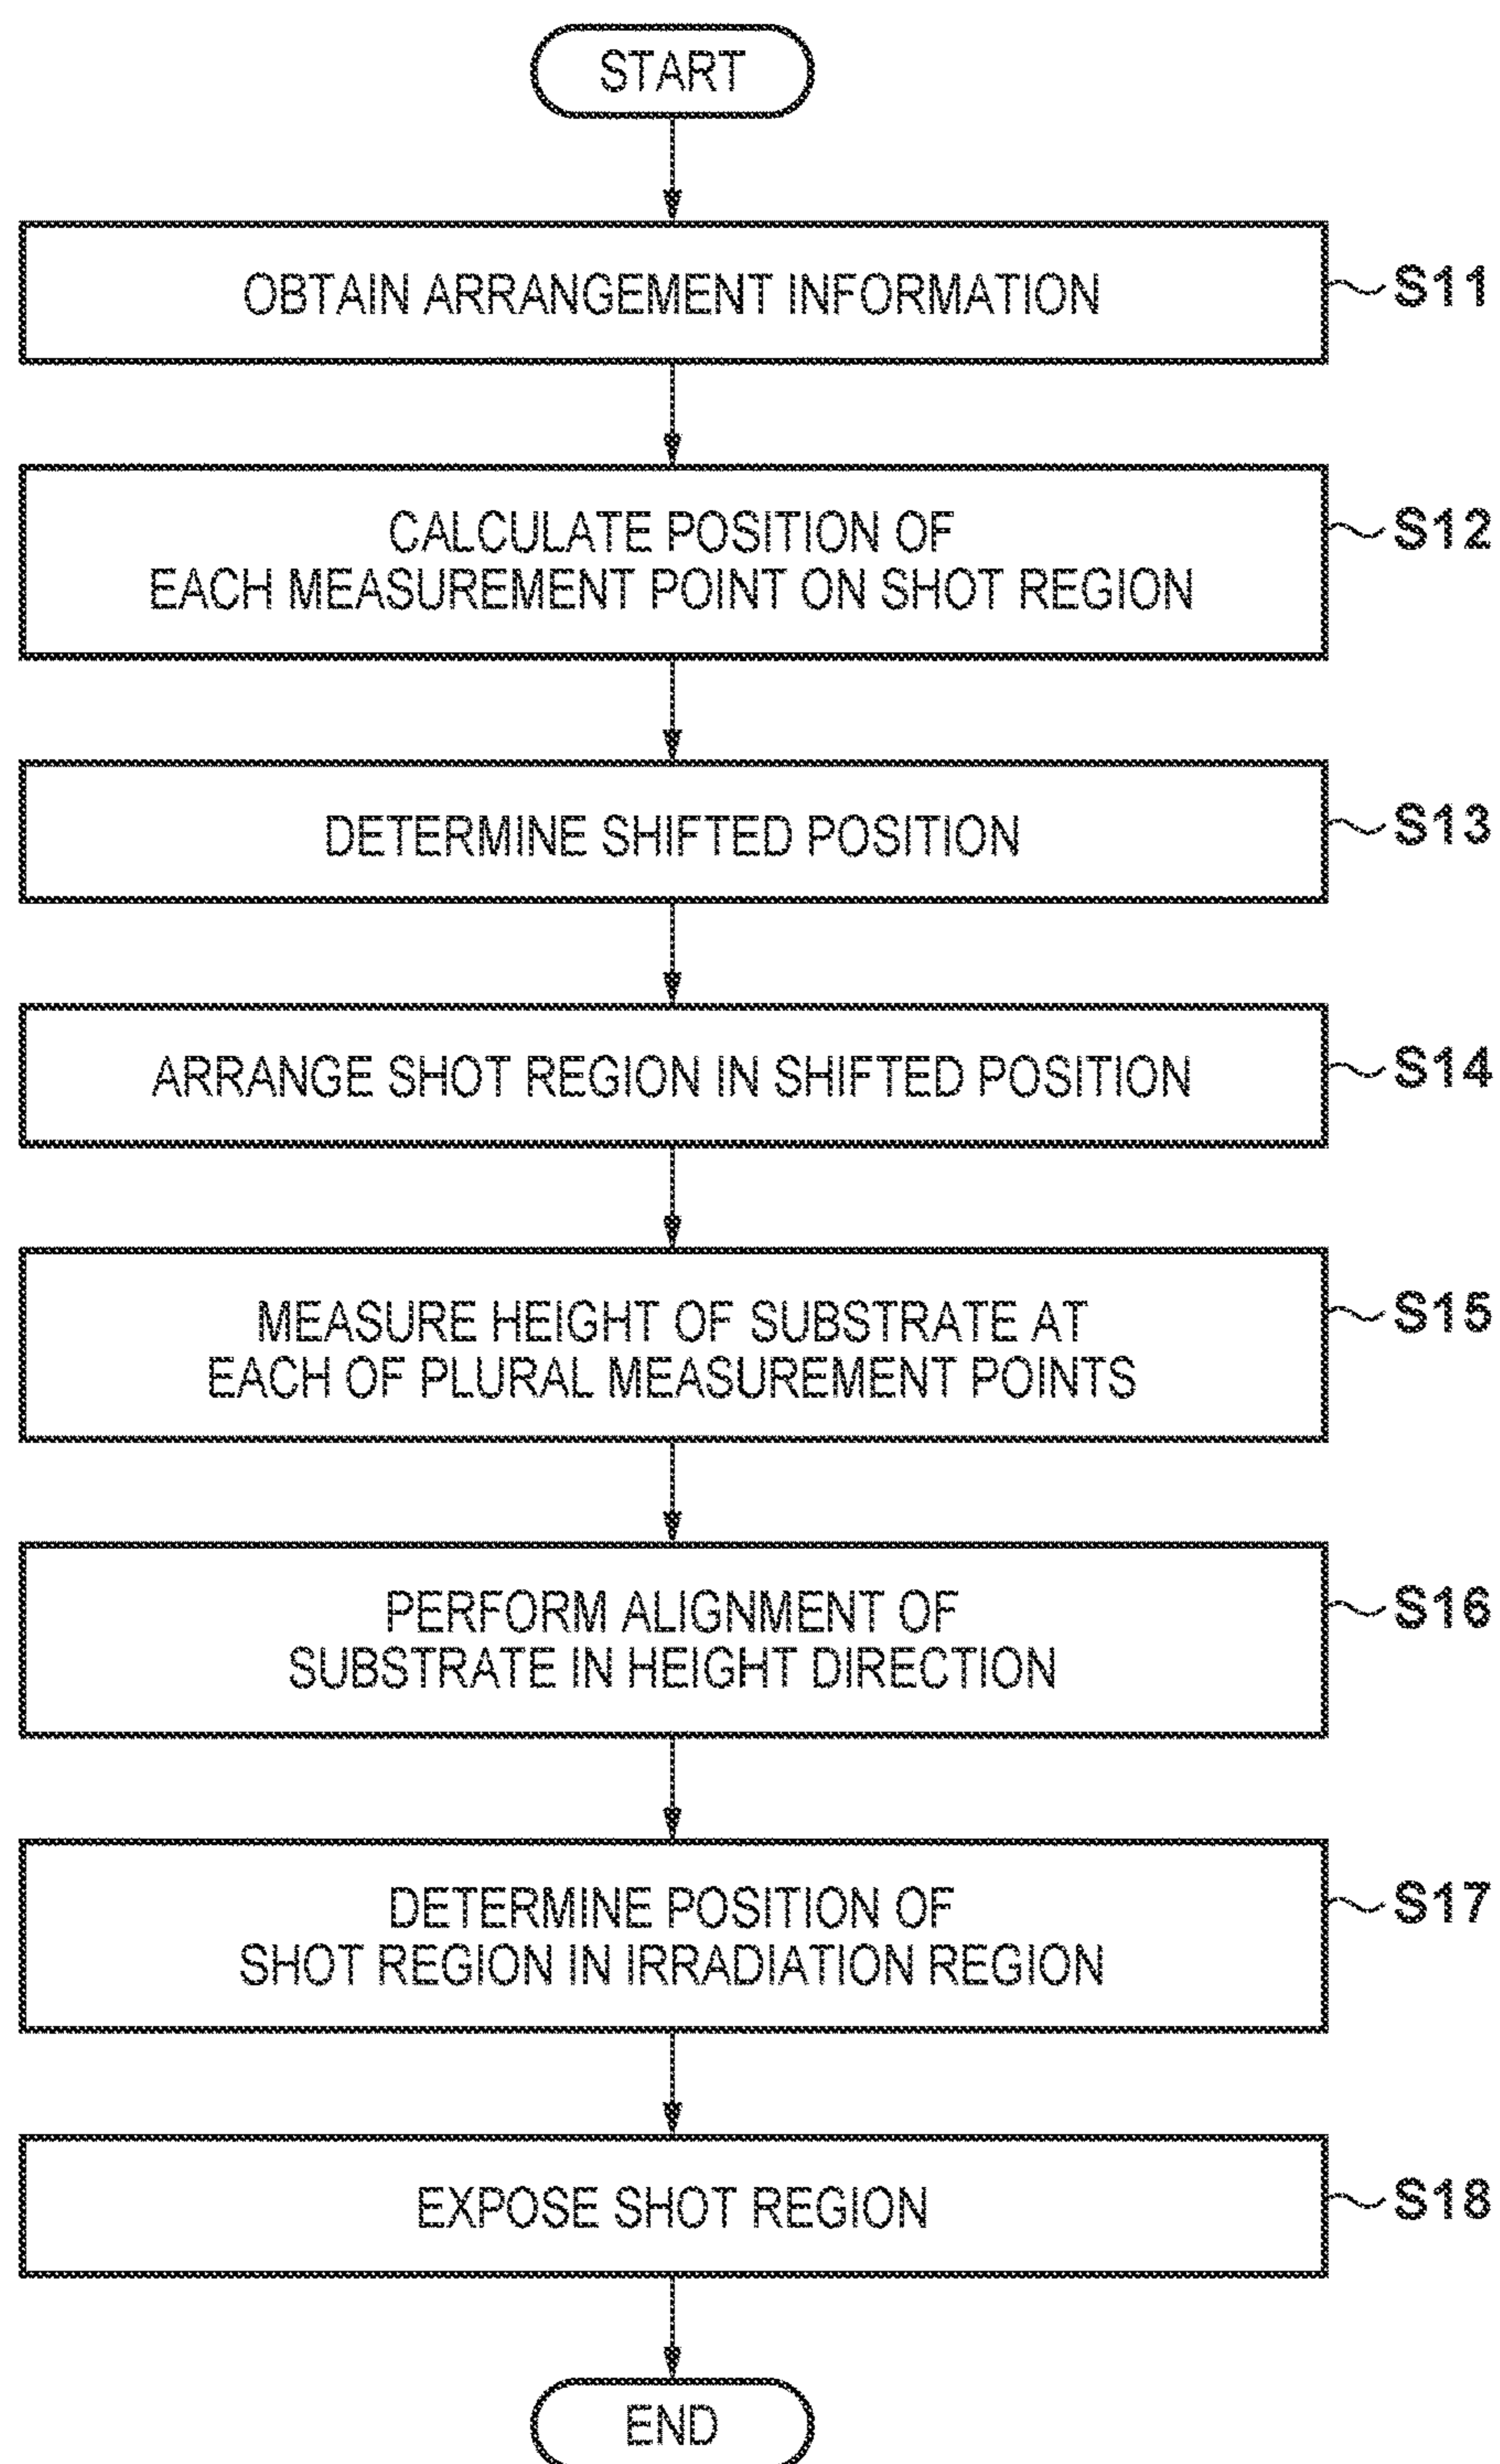 START
OBTAIN ARRANGEMENT INFORMATION
S11
CALCULATE POSITION OF
EACH MEASUREMENT POINT ON SHOT REGION
S12
DETERMINE SHIFTED POSITION
S13
ARRANGE SHOT REGION IN SHIFTED POSITION
S14
MEASURE HEIGHT OF SUBSTRATE AT
EACH OF PLURAL MEASUREMENT POINTS
S15
PERFORM ALIGNMENT OF
SUBSTRATE IN HEIGHT DIRECTION
S16
DETERMINE POSITION OF
SHOT REGION IN IRRADIATION REGION
S17
EXPOSE SHOT REGION
S18
END